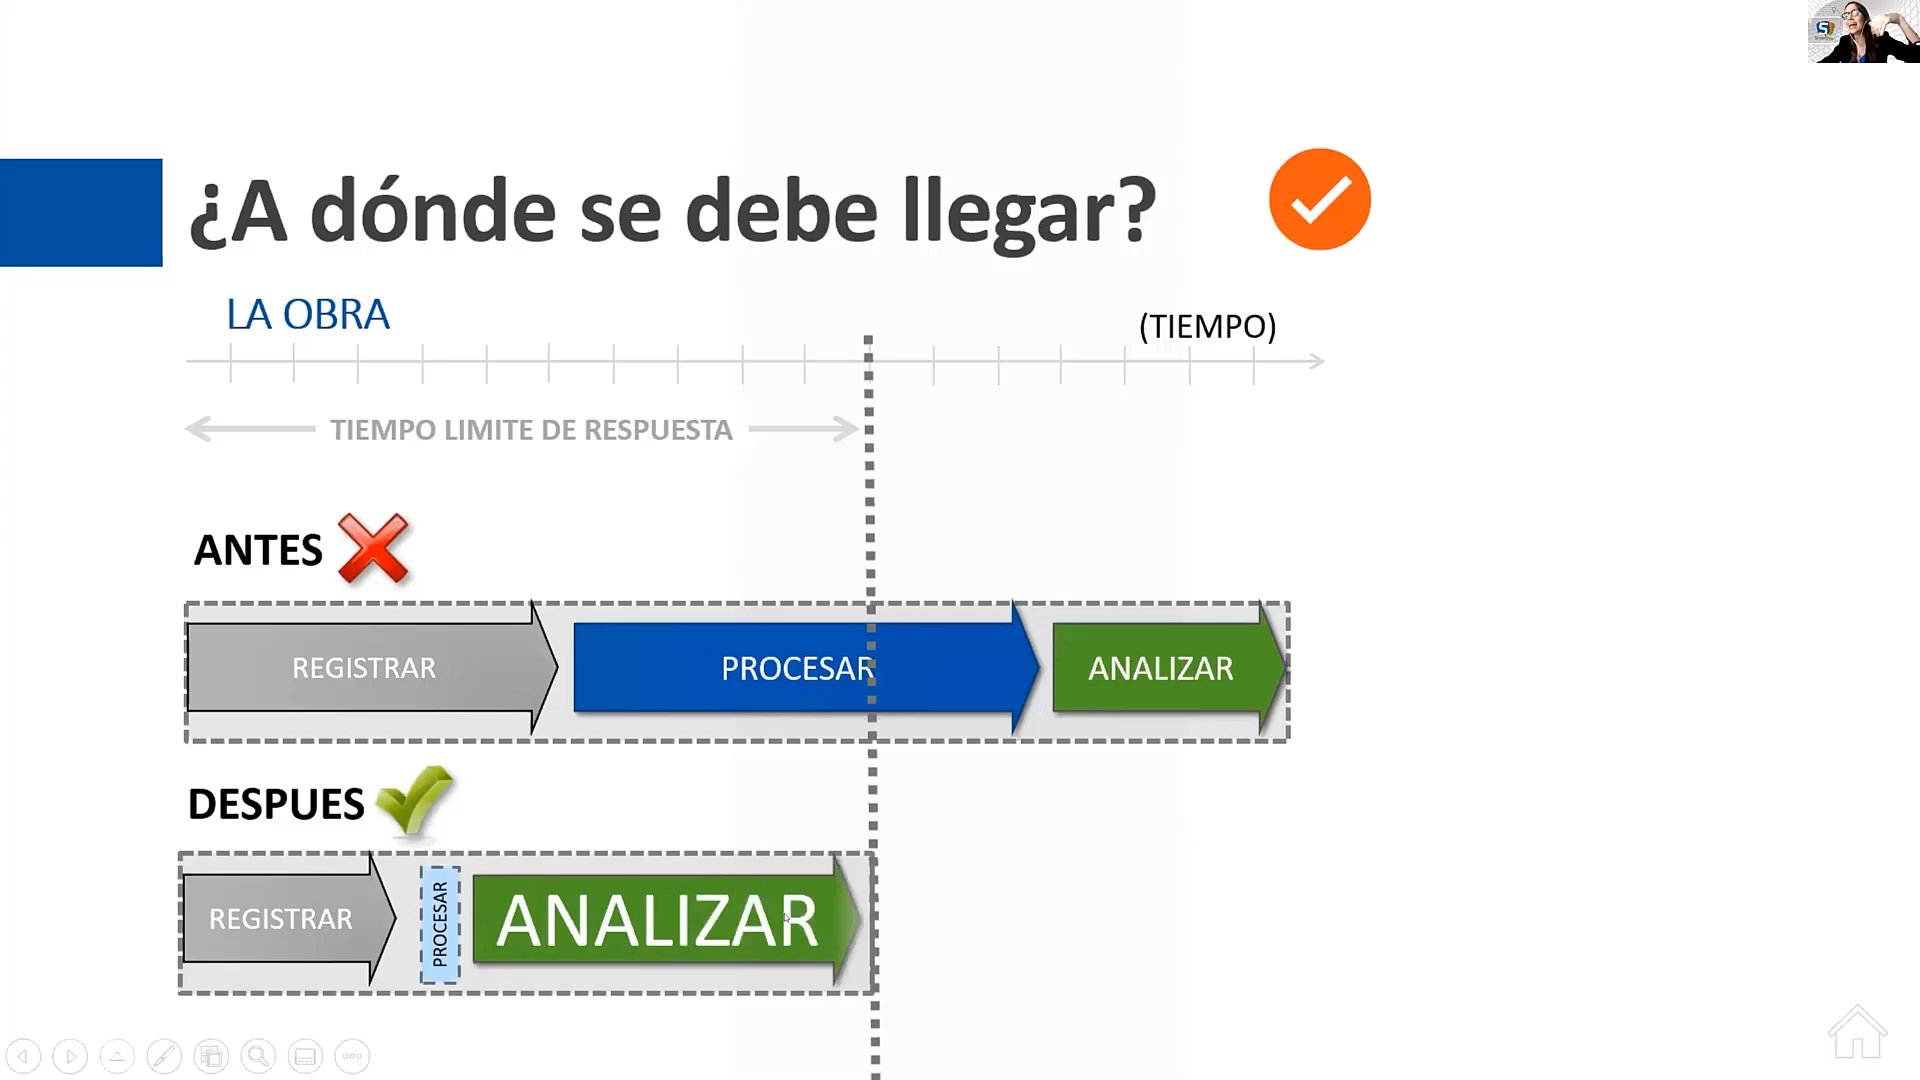 ¿A dónde se debe llegar?
LA OBRA
(TIEMPO)
TIEMPO LIMITE DE RESPUESTA
ANTES
REGISTRAR
PROCESAR
ANALIZAR
DESPUES
REGISTRAR
PROCESAR
ANALIZAR